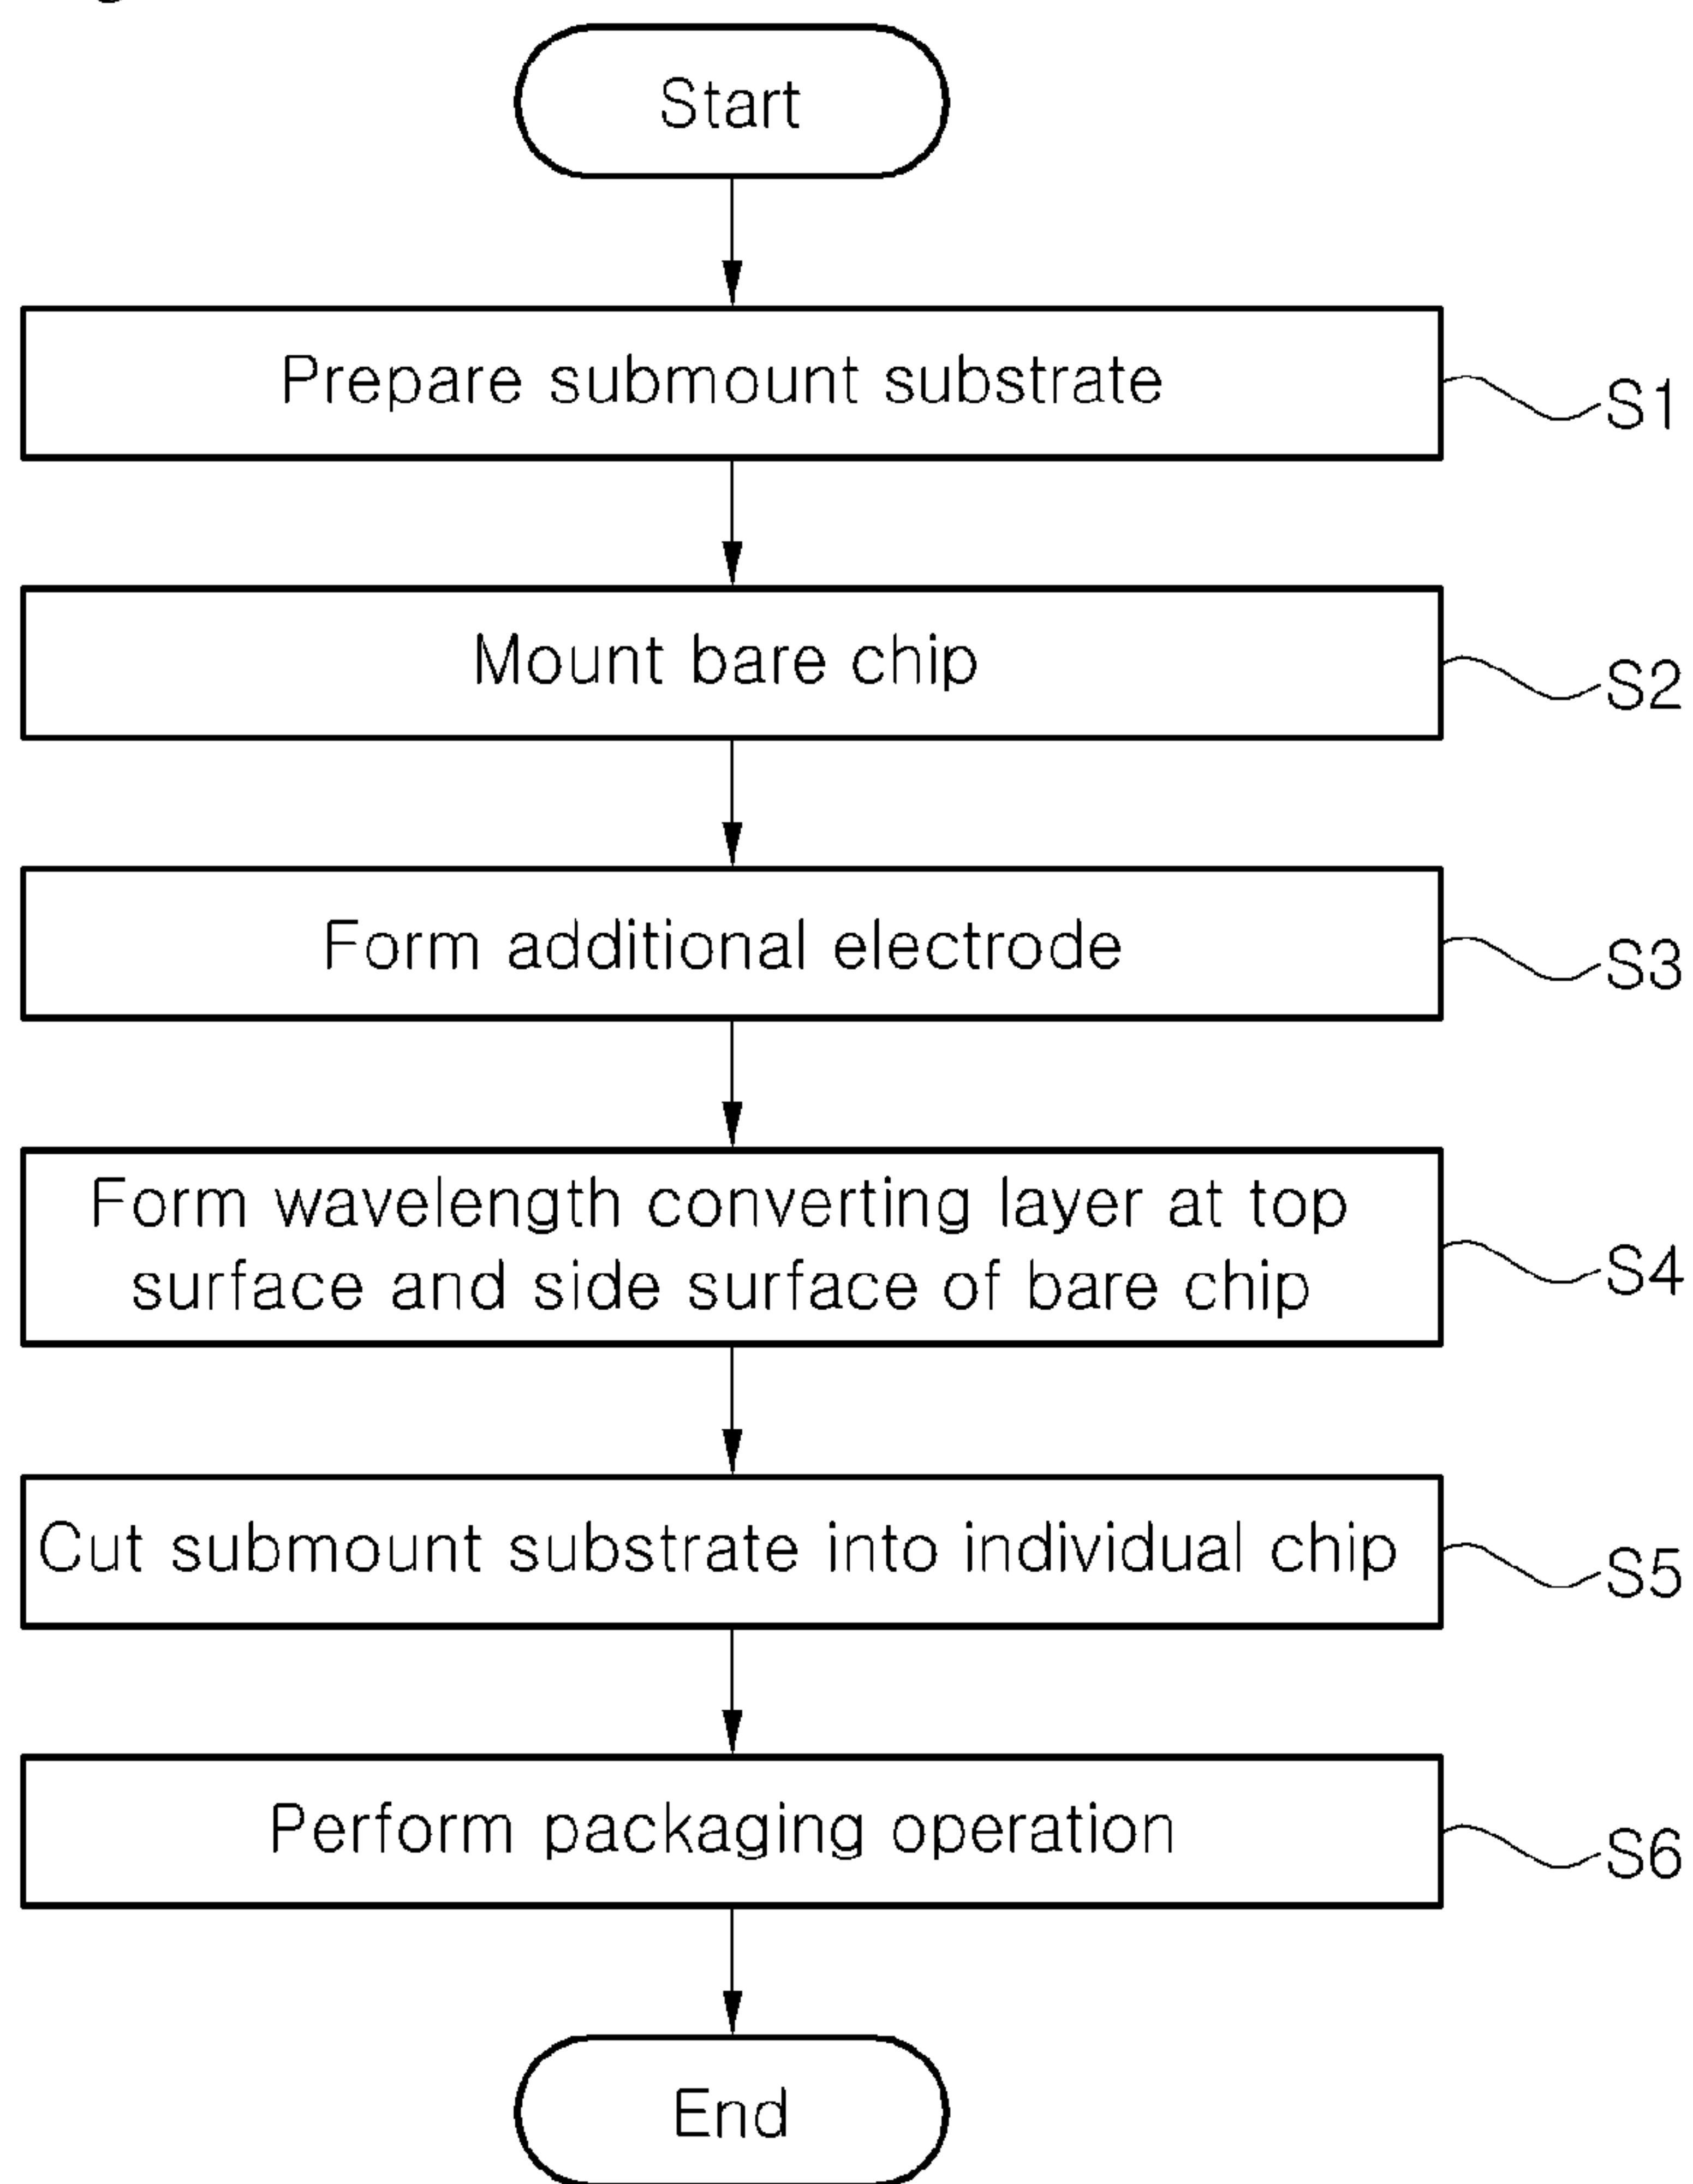 Start
Prepare submount substrate
S1
Mount bare chip
S2
Form additional electrode
S3
Form wavelength converting layer at top
surface and side surface of bare chip
S4
Cut submount substrate into individual chip
S5
Perform packaging operation
S6
End